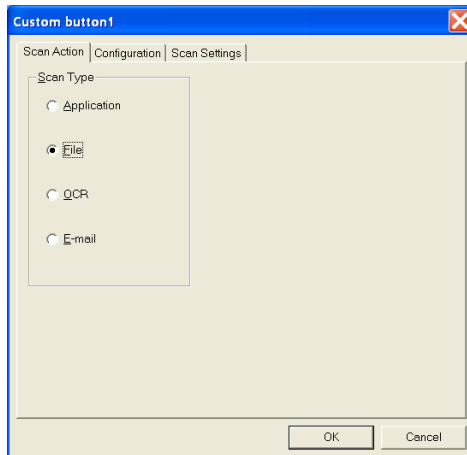 Custom button1
Scan Action Configuration Scan Settings
Scan Type
Application
File
OCR
E-mail
OK Cancel